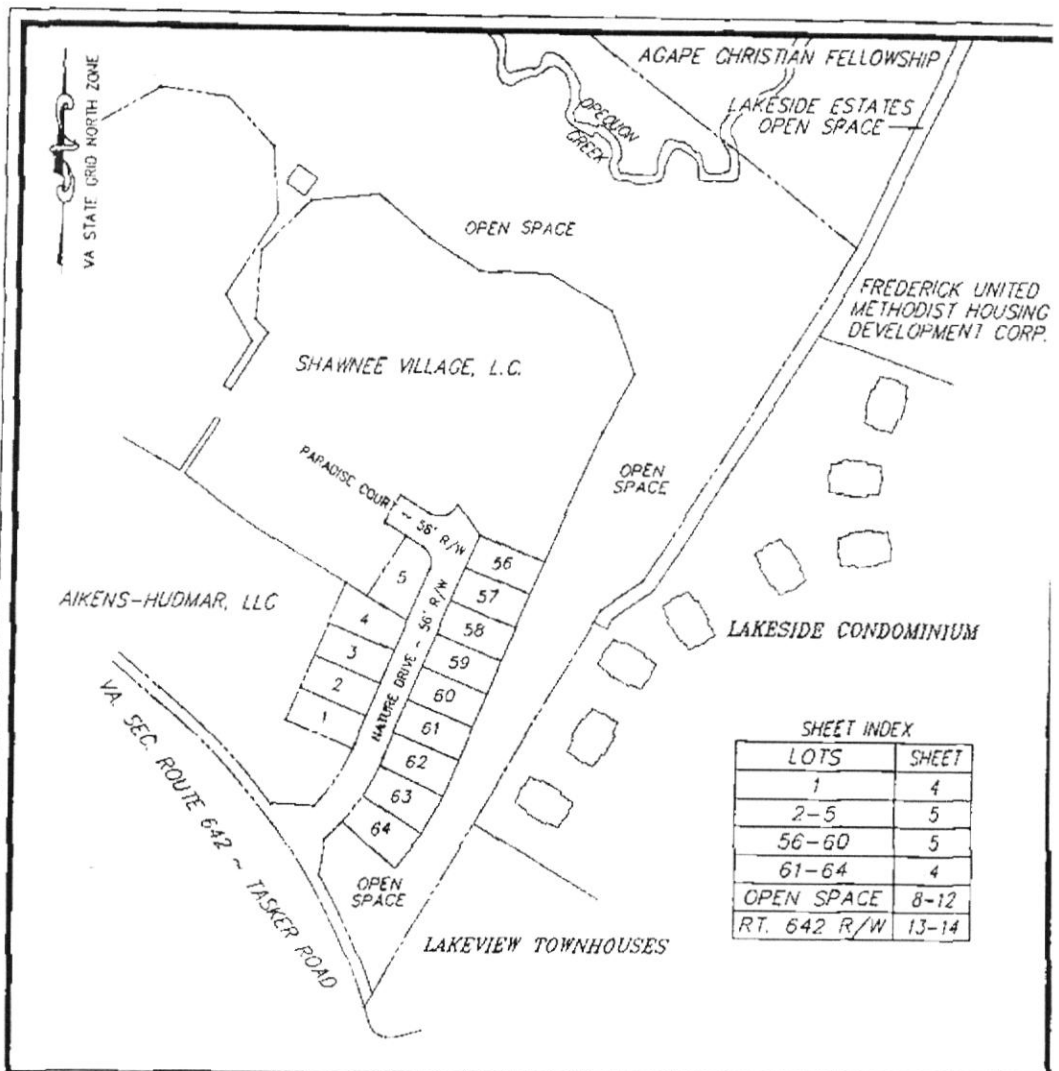 AGAPE CHRISTIAN FELLOWSHIP
LAKESIDE ESTATES
OPEN SPACE
OPEQUON
CREEK
VA STATE GRID NORTH ZONE
OPEN SPACE
FREDERICK UNITED
METHODIST HOUSING
DEVELOPMENT CORP.
SHAWNEE VILLAGE, L.C.
OPEN
SPACE
PARADISE COURT ~ 56' R/W
AIKENS-HUDMAR, LLC
5
4
3
2
1
NATURE DRIVE ~ 56' R/W
56
57
58
59
60
61
62
63
64
LAKESIDE CONDOMINIUM
VA. SEC. ROUTE 642 ~ TASKER ROAD
OPEN
SPACE
LAKEVIEW TOWNHOUSES
SHEET INDEX
LOTS SHEET
1 4
2-5 5
56-60 5
61-64 4
OPEN SPACE 8-12
RT. 642 R/W 13-14